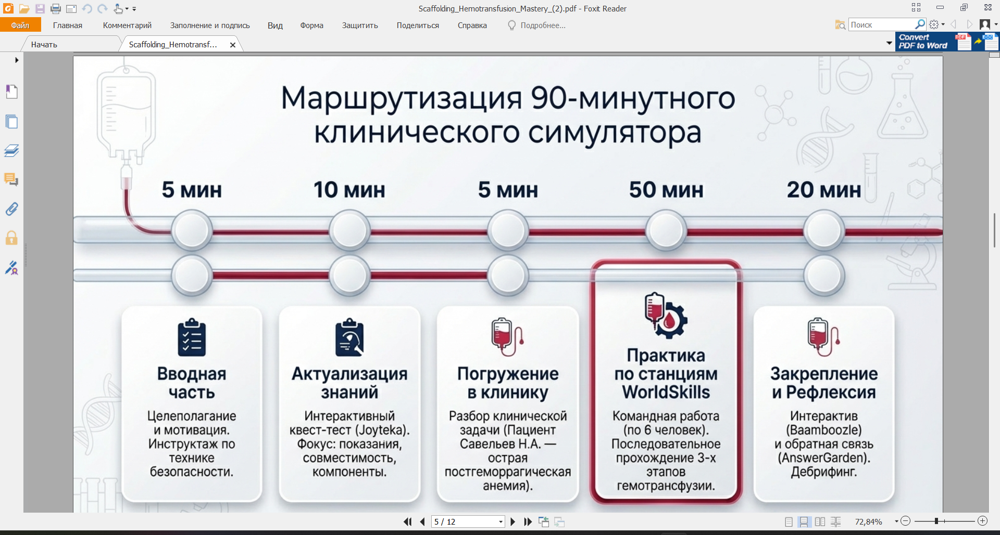 Scaffolding_Hemotransfusion_Mastery_(2).pdf - Foxit Reader
Файл Главная Комментарий Заполнение и подпись Вид Форма Защитить Поделиться Справка Подробнее... Поиск
Начать Scaffolding_Hemotransf...
Convert
PDF to Word
PDF DOC
Маршрутизация 90-минутного
клинического симулятора
5 мин 10 мин 5 мин 50 мин 20 мин
Вводная
часть
Целеполагание
и мотивация.
Инструктаж по
технике
безопасности.
Актуализация
знаний
Интерактивный
квест-тест (Joyteka).
Фокус: показания,
совместимость,
компоненты.
Погружение
в клинику
Разбор клинической
задачи (Пациент
Савельев Н.А. —
острая
постгеморрагическая
анемия).
Практика
по станциям
WorldSkills
Командная работа
(по 6 человек).
Последовательное
прохождение 3-х
этапов
гемотрансфузии.
Закрепление
и Рефлексия
Интерактив
(Baamboozle)
и обратная связь
(AnswerGarden).
Дебрифинг.
5 / 12
72,84%